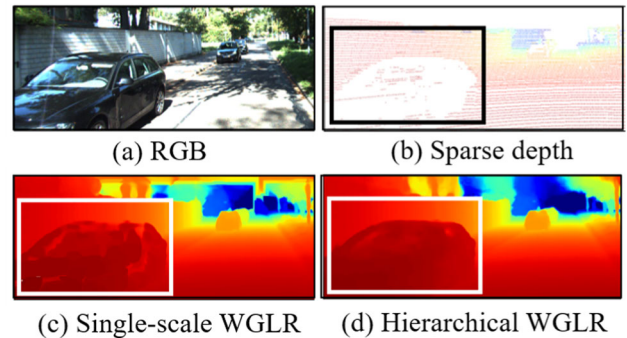 (a) RGB
(b) Sparse depth
(c) Single-scale WGLR
(d) Hierarchical WGLR